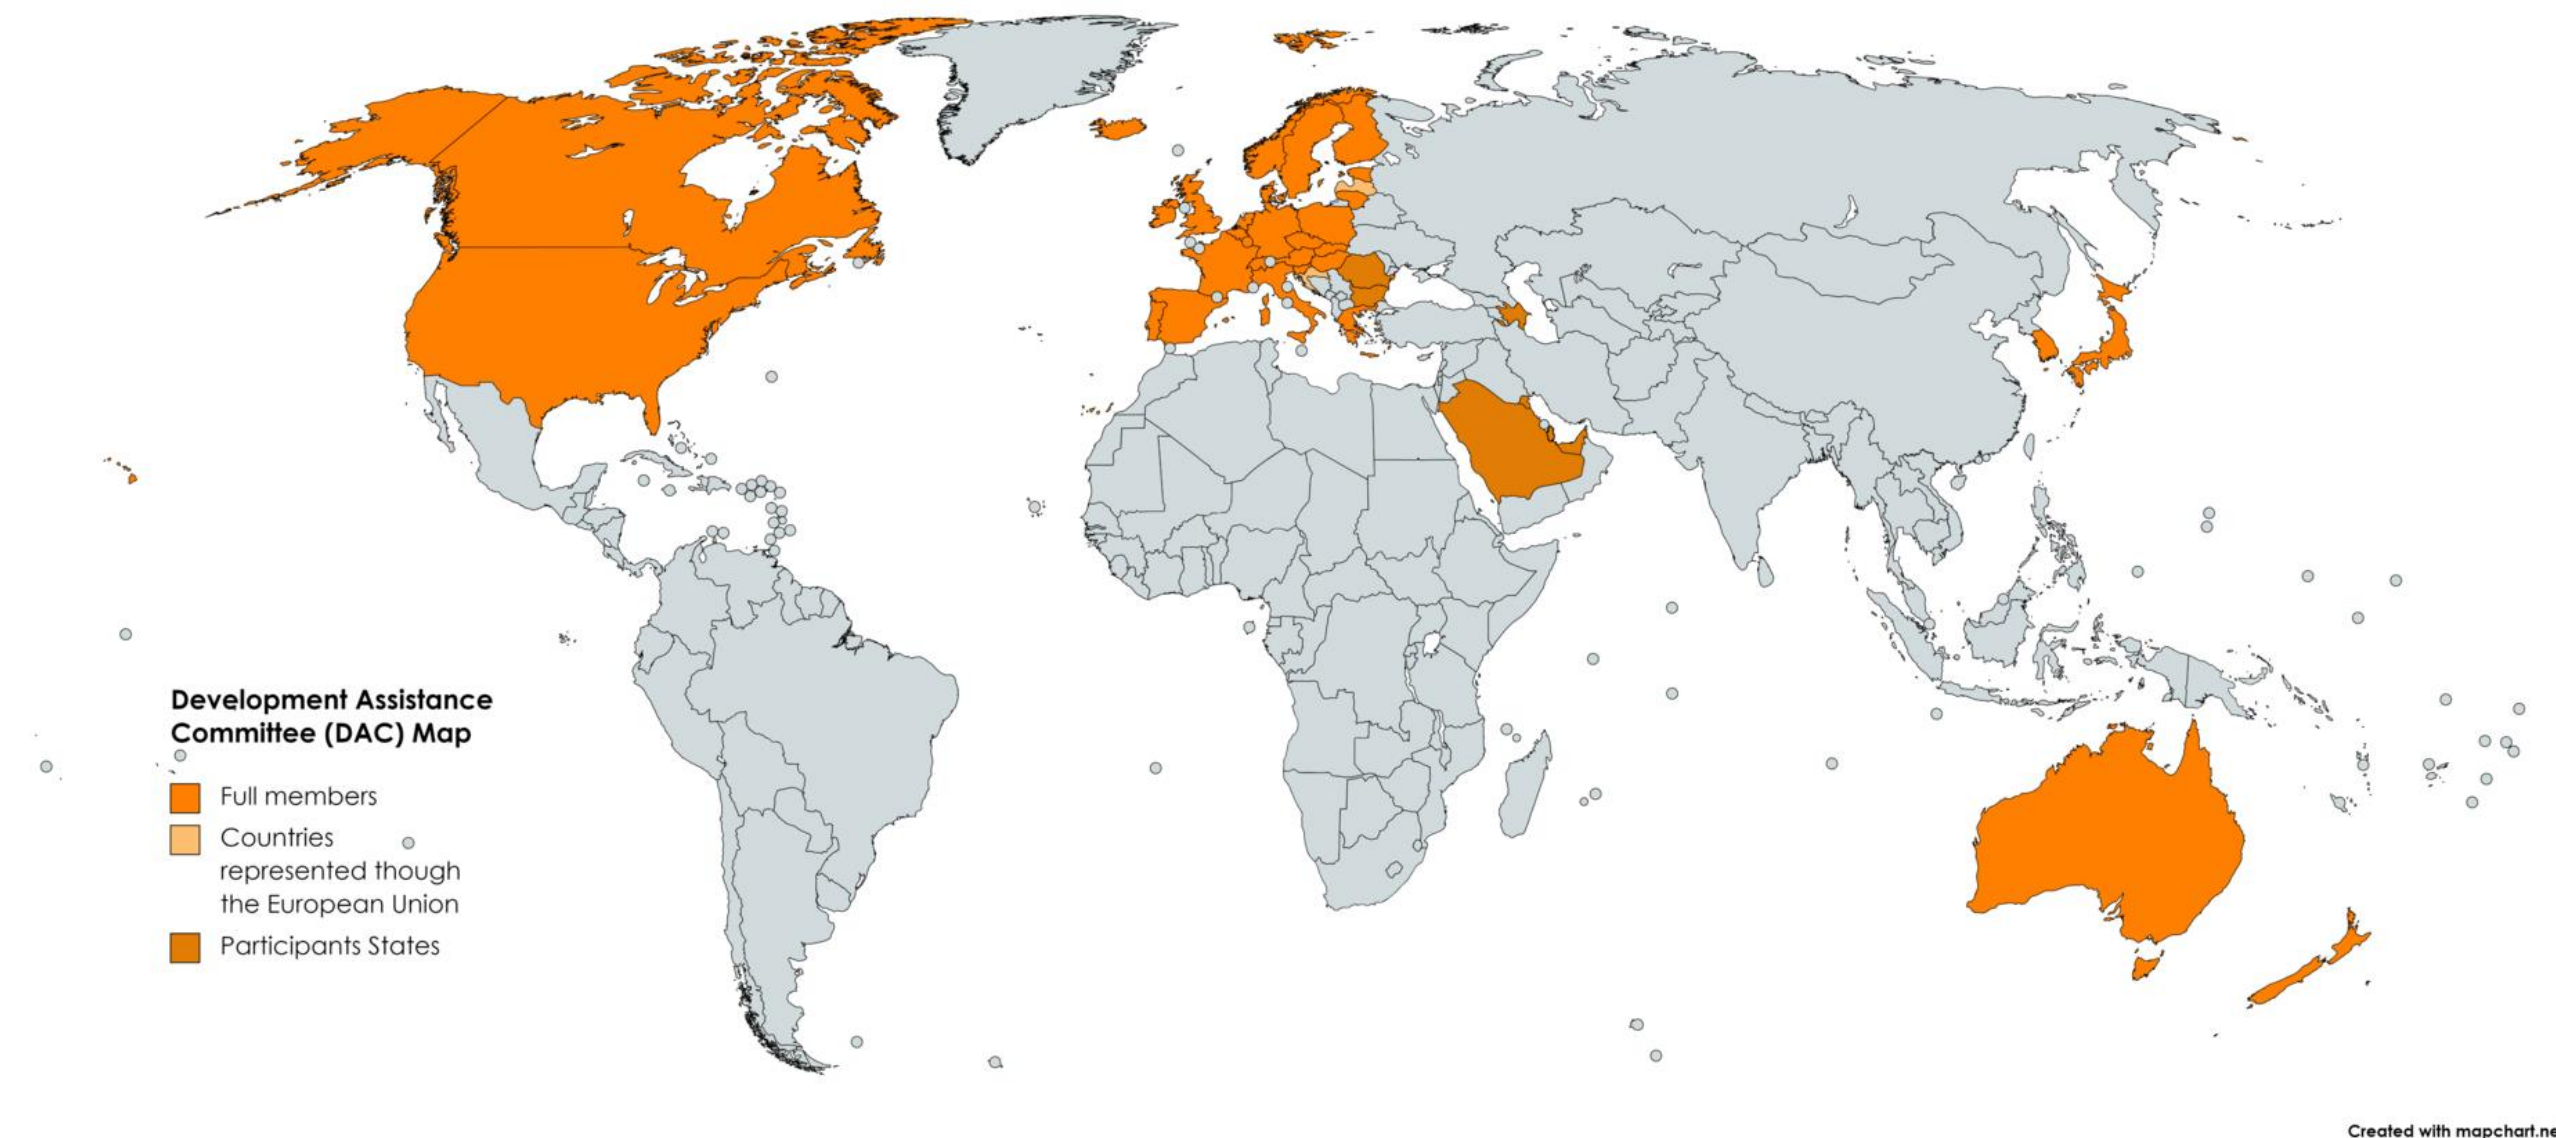 Development Assistance
Committee (DAC) Map
Full members
Countries
represented though
the European Union
Participants States
Created with mapchart.ne